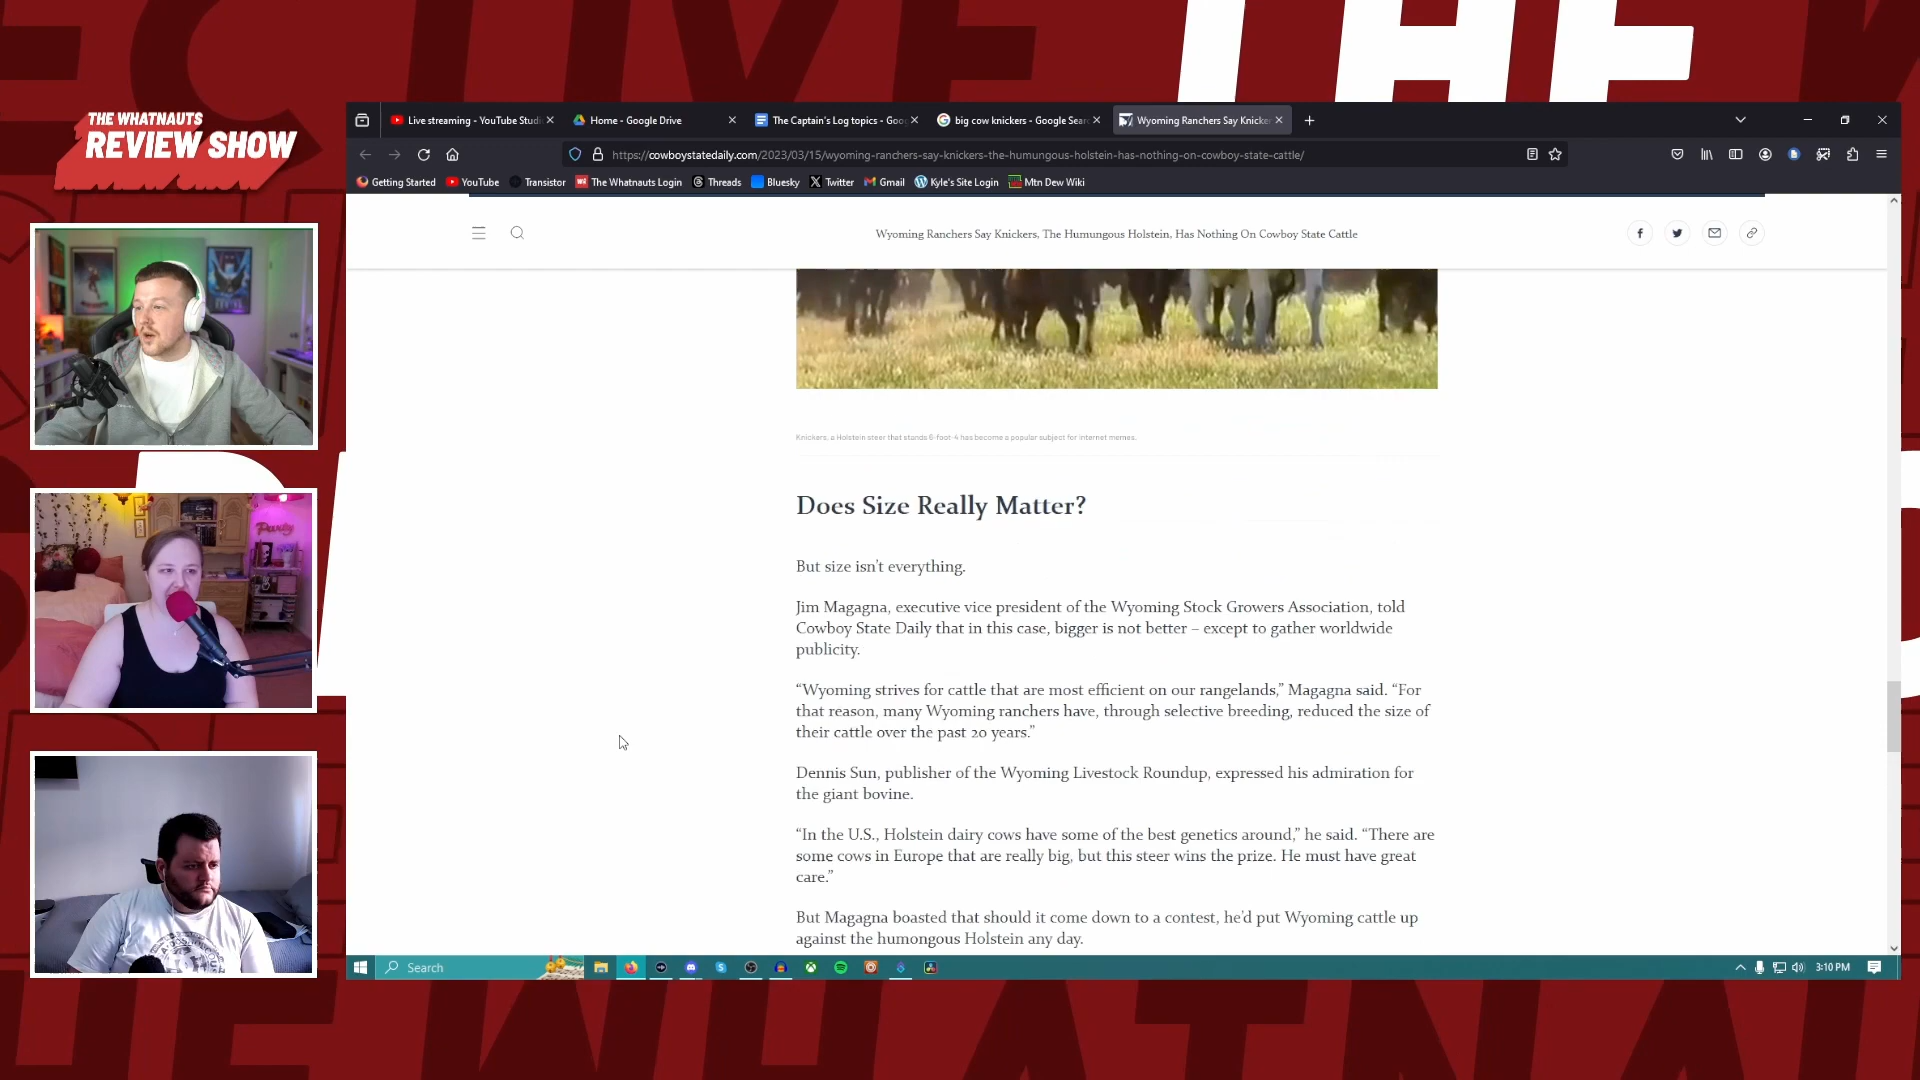 THE WHATNAUTS
REVIEW SHOW
Live streaming - YouTube Studi
Home - Google Drive
The Captain's Log topics - Goo
big cow knickers - Google Sear
Wyoming Ranchers Say Knicke
https://cowboystatedaily.com/2023/03/15/wyoming-ranchers-say-knickers-the-humungous-holstein-has-nothing-on-cowboy-state-cattle/
Getting Started
YouTube
Transistor
The Whatnauts Login
Threads
Bluesky
Twitter
Gmail
Kyle's Site Login
Mtn Dew Wiki
Wyoming Ranchers Say Knickers, The Humungous Holstein, Has Nothing On Cowboy State Cattle
Knickers, a Holstein steer that stands 6-foot-4 has become a popular subject for internet memes.
Does Size Really Matter?
But size isn't everything.
Jim Magagna, executive vice president of the Wyoming Stock Growers Association, told
Cowboy State Daily that in this case, bigger is not better – except to gather worldwide
publicity.
“Wyoming strives for cattle that are most efficient on our rangelands,” Magagna said. “For
that reason, many Wyoming ranchers have, through selective breeding, reduced the size of
their cattle over the past 20 years.”
Dennis Sun, publisher of the Wyoming Livestock Roundup, expressed his admiration for
the giant bovine.
“In the U.S., Holstein dairy cows have some of the best genetics around,” he said. “There are
some cows in Europe that are really big, but this steer wins the prize. He must have great
care.”
But Magagna boasted that should it come down to a contest, he'd put Wyoming cattle up
against the humongous Holstein any day.
Search
3:10 PM